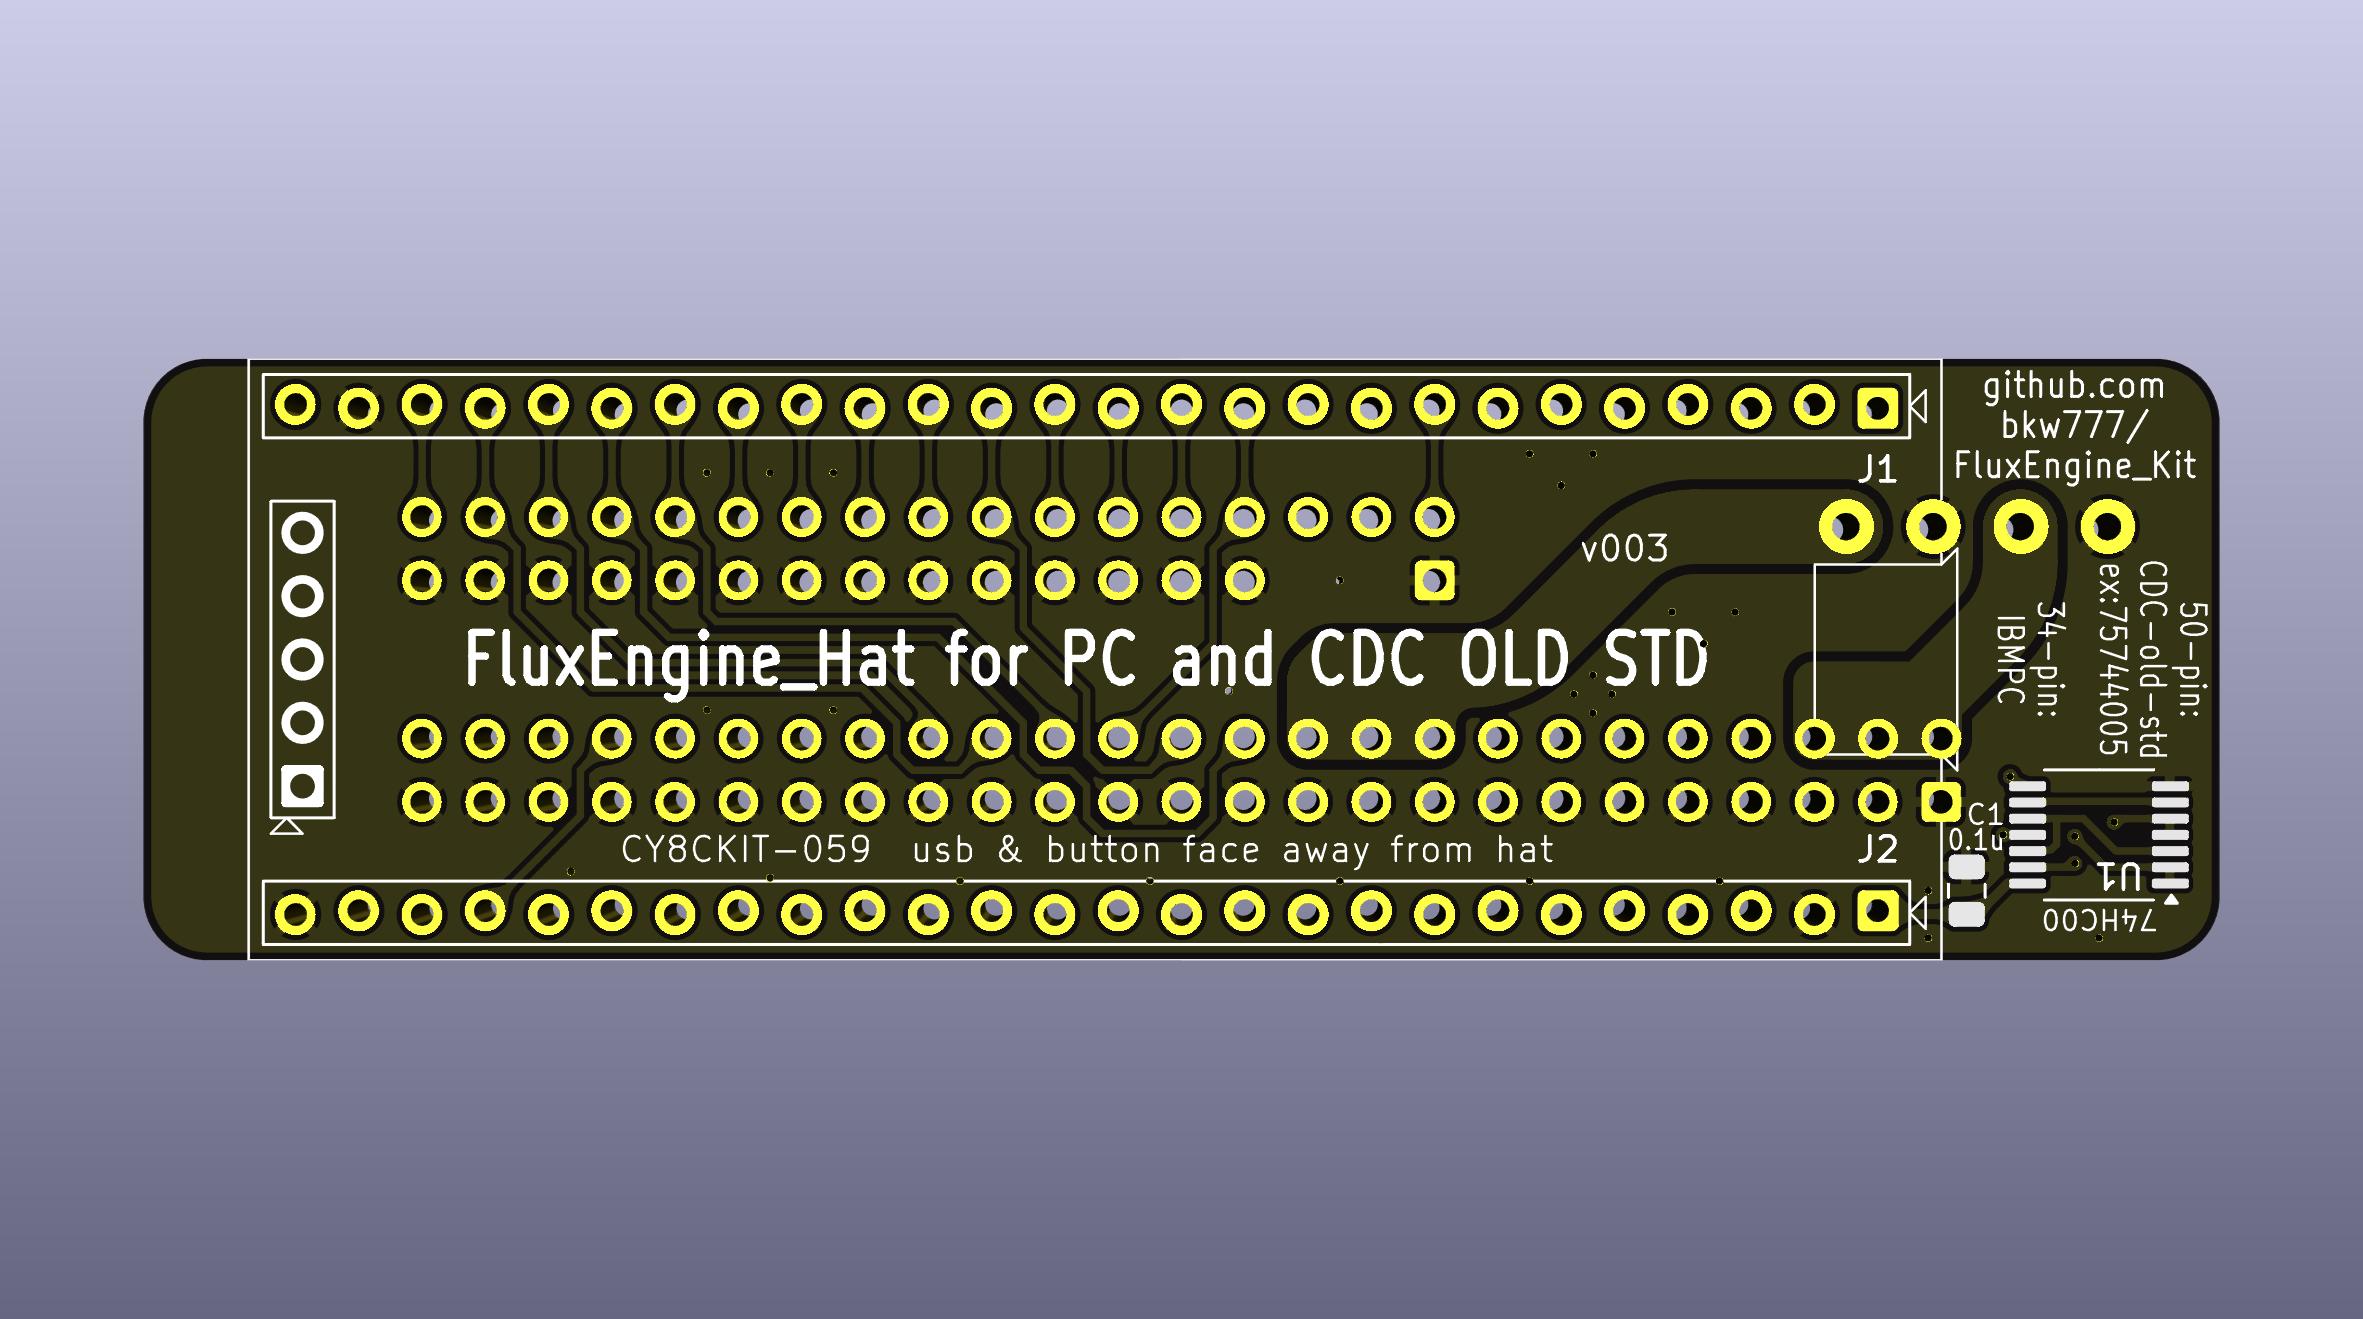 github.com
bkw777/
FluxEngine_Kit
J1
v003
FluxEngine_Hat for PC and CDC OLD STD
50-pin:
CDC-old-std
ex:75744005
34-pin:
IBMPC
CY8CKIT-059 usb & button face away from hat
J2
C1
0.1u
U1
74HC00